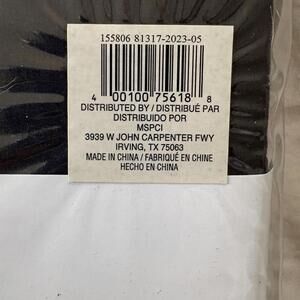 155806 81317-2023-05
4 00100 75618 8
DISTRIBUTED BY / DISTRIBUÉ PAR
DISTRIBUIDO POR
MSPCI
3939 W JOHN CARPENTER FWY
IRVING, TX 75063
MADE IN CHINA / FABRIQUÉ EN CHINE
HECHO EN CHINA